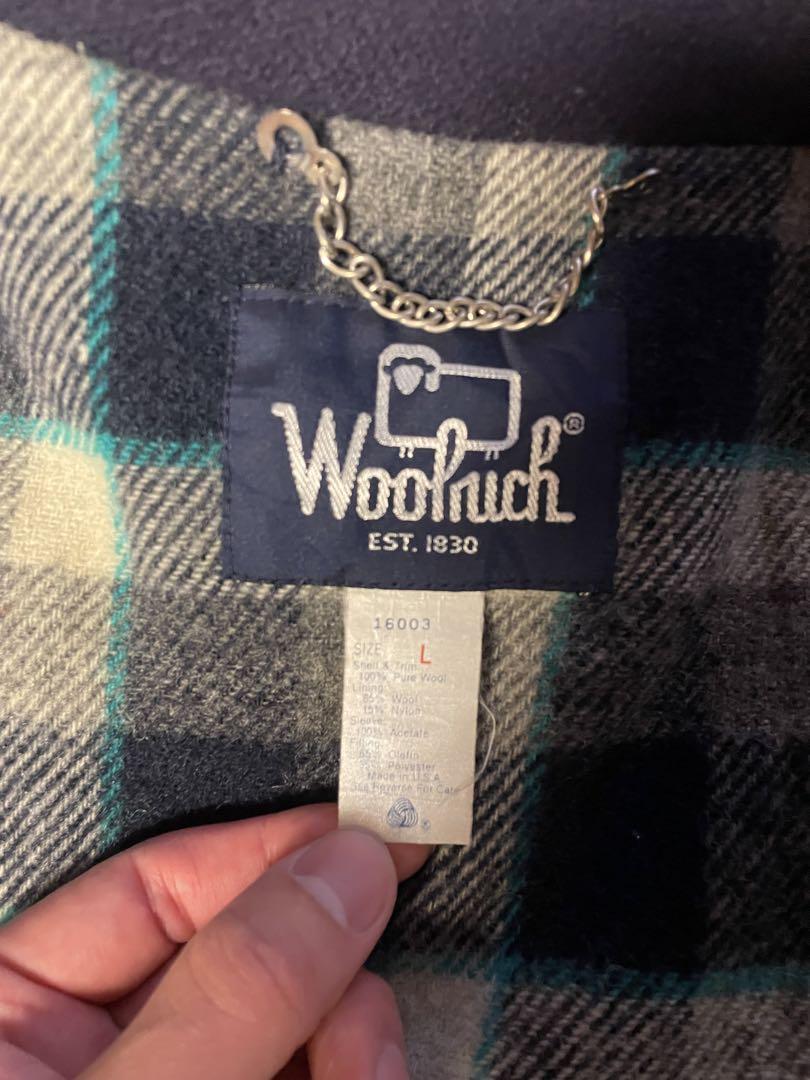 Woolrich®
EST. 1830
16003
SIZE L
Shell & Trim
100% Pure Wool
Lining:
85% Wool
15% Nylon
Sleeve:
100% Acetate
Filling:
65% Olefin
Polyester
Made in U.S.A
See Reverse For Care